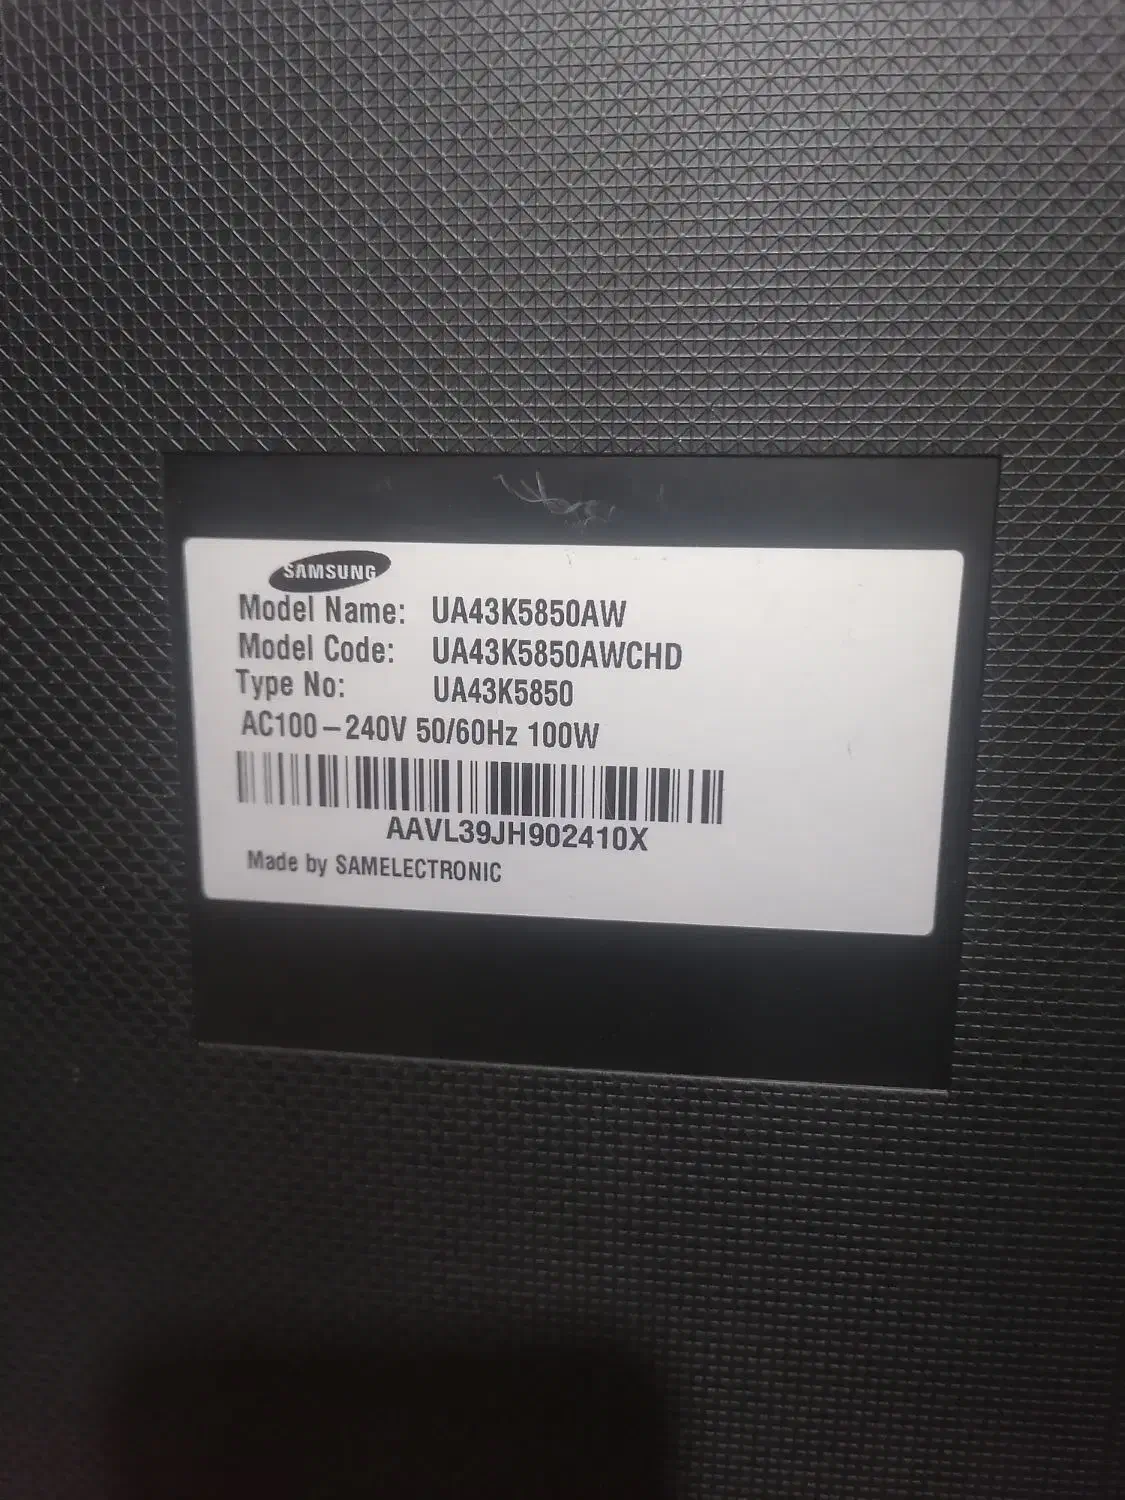 SAMSUNG
Model Name: UA43K5850AW
Model Code: UA43K5850AWCHD
Type No: UA43K5850
AC100-240V 50/60Hz 100W
AAVL39JH902410X
Made by SAMELECTRONIC